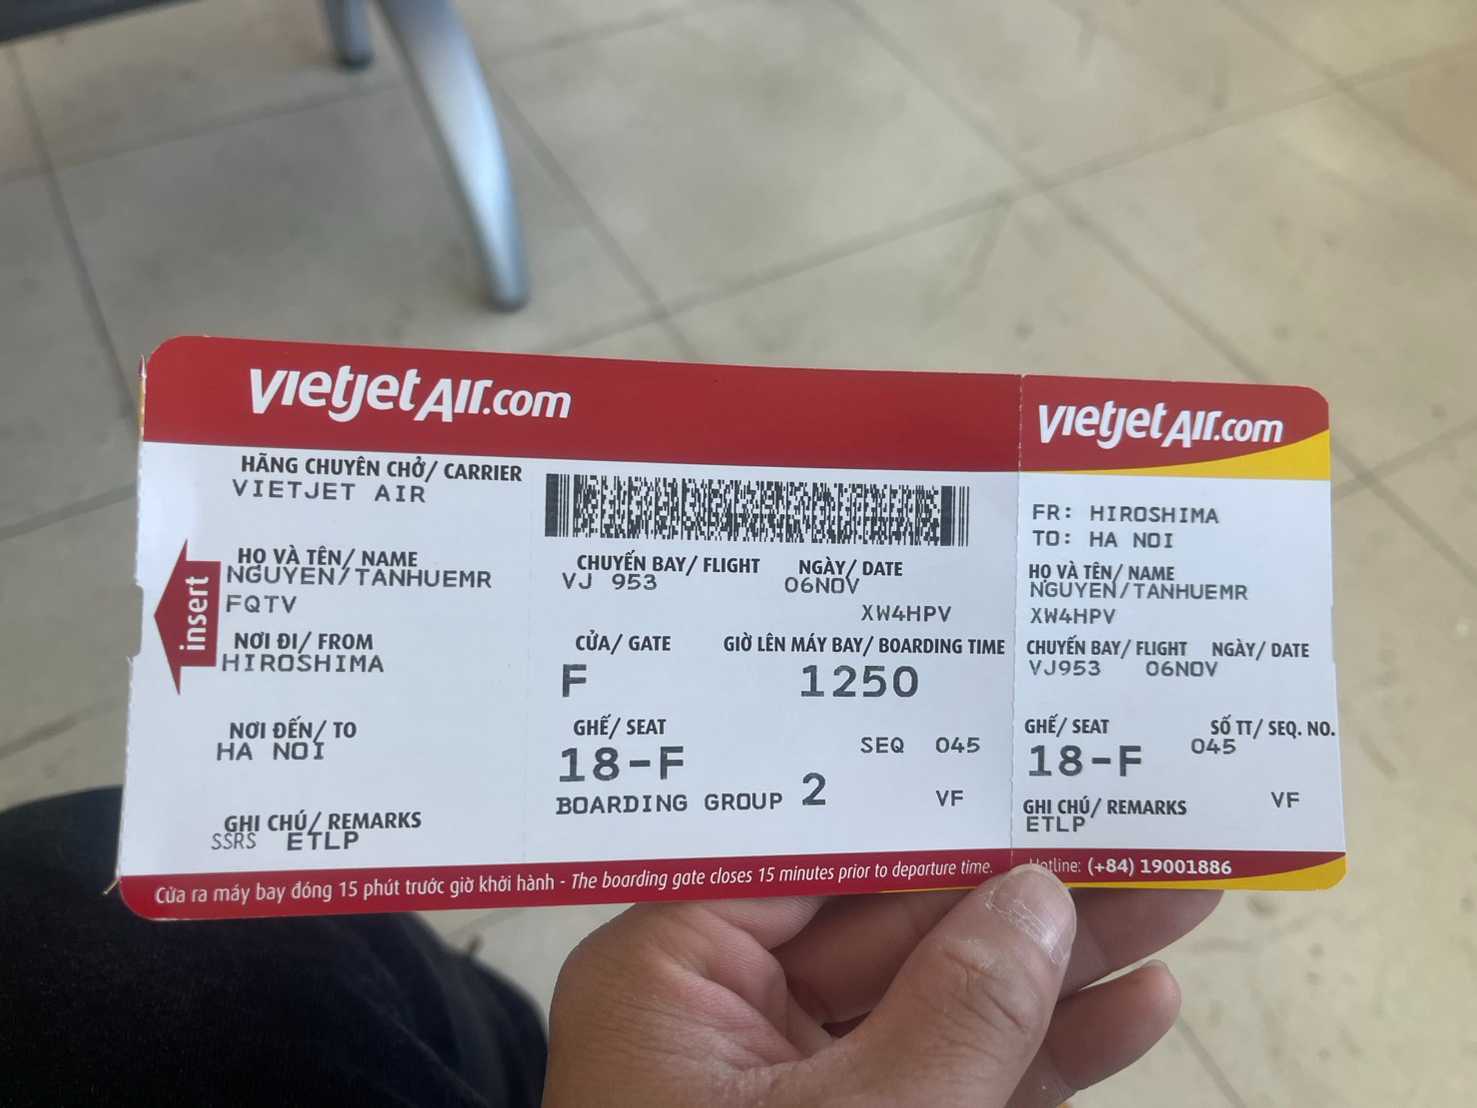 vietjet Air.com
HÃNG CHUYÊN CHỞ/ CARRIER
VIETJET AIR
HỌ VÀ TÊN/ NAME
NGUYEN/TANHUEMR
FQTV
NƠI ĐI/ FROM
HIROSHIMA
NƠI ĐẾN/ TO
HA NOI
GHI CHÚ/ REMARKS
SSRS ETLP
insert
CHUYẾN BAY/ FLIGHT NGÀY/ DATE
VJ 953 06NOV
XW4HPV
CỬA/ GATE GIỜ LÊN MÁY BAY/ BOARDING TIME
F 1250
GHẾ/ SEAT
18-F SEQ 045
BOARDING GROUP 2 VF
Cửa ra máy bay đóng 15 phút trước giờ khởi hành - The boarding gate closes 15 minutes prior to departure time.
vietjet Air.com
FR: HIROSHIMA
TO: HA NOI
HỌ VÀ TÊN/ NAME
NGUYEN/TANHUEMR
XW4HPV
CHUYẾN BAY/ FLIGHT NGÀY/ DATE
VJ953 06NOV
GHẾ/ SEAT SỐ TT/ SEQ. NO.
18-F 045
GHI CHÚ/ REMARKS VF
ETLP
Hotline: (+84) 19001886